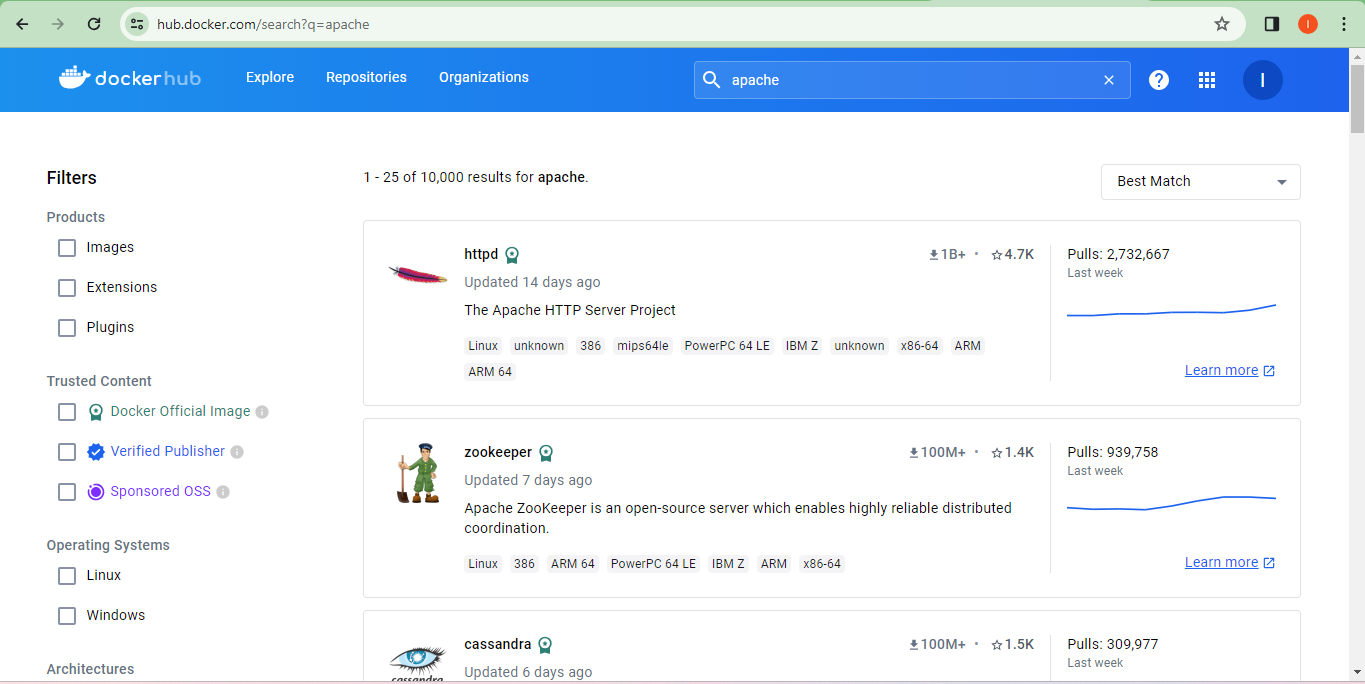 hub.docker.com/search?q=apache
I
dockerhub
Explore
Repositories
Organizations
apache
I
Filters
Products
Images
Extensions
Plugins
Trusted Content
Docker Official Image
Verified Publisher
Sponsored OSS
Operating Systems
Linux
Windows
Architectures
1 - 25 of 10,000 results for apache.
Best Match
httpd
1B+ • 4.7K
Updated 14 days ago
The Apache HTTP Server Project
Linux unknown 386 mips64le PowerPC 64 LE IBM Z unknown x86-64 ARM
ARM 64
Pulls: 2,732,667
Last week
Learn more
zookeeper
100M+ • 1.4K
Updated 7 days ago
Apache ZooKeeper is an open-source server which enables highly reliable distributed
coordination.
Linux 386 ARM 64 PowerPC 64 LE IBM Z ARM x86-64
Pulls: 939,758
Last week
Learn more
cassandra
cassandra
100M+ • 1.5K
Updated 6 days ago
Pulls: 309,977
Last week